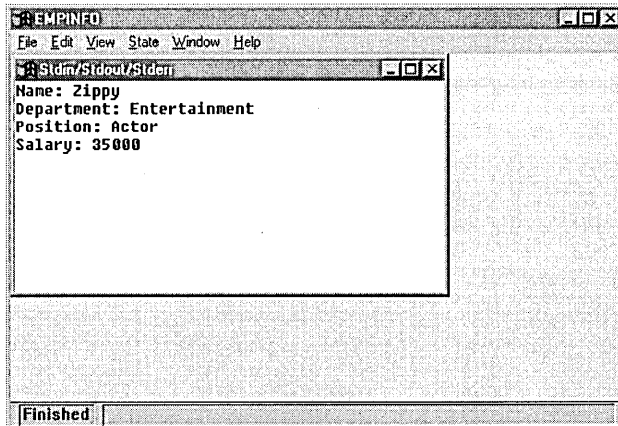 EMPINFO
File Edit View State Window Help
Stdin/Stdout/Stderr
Name: Zippy
Department: Entertainment
Position: Actor
Salary: 35000
Finished